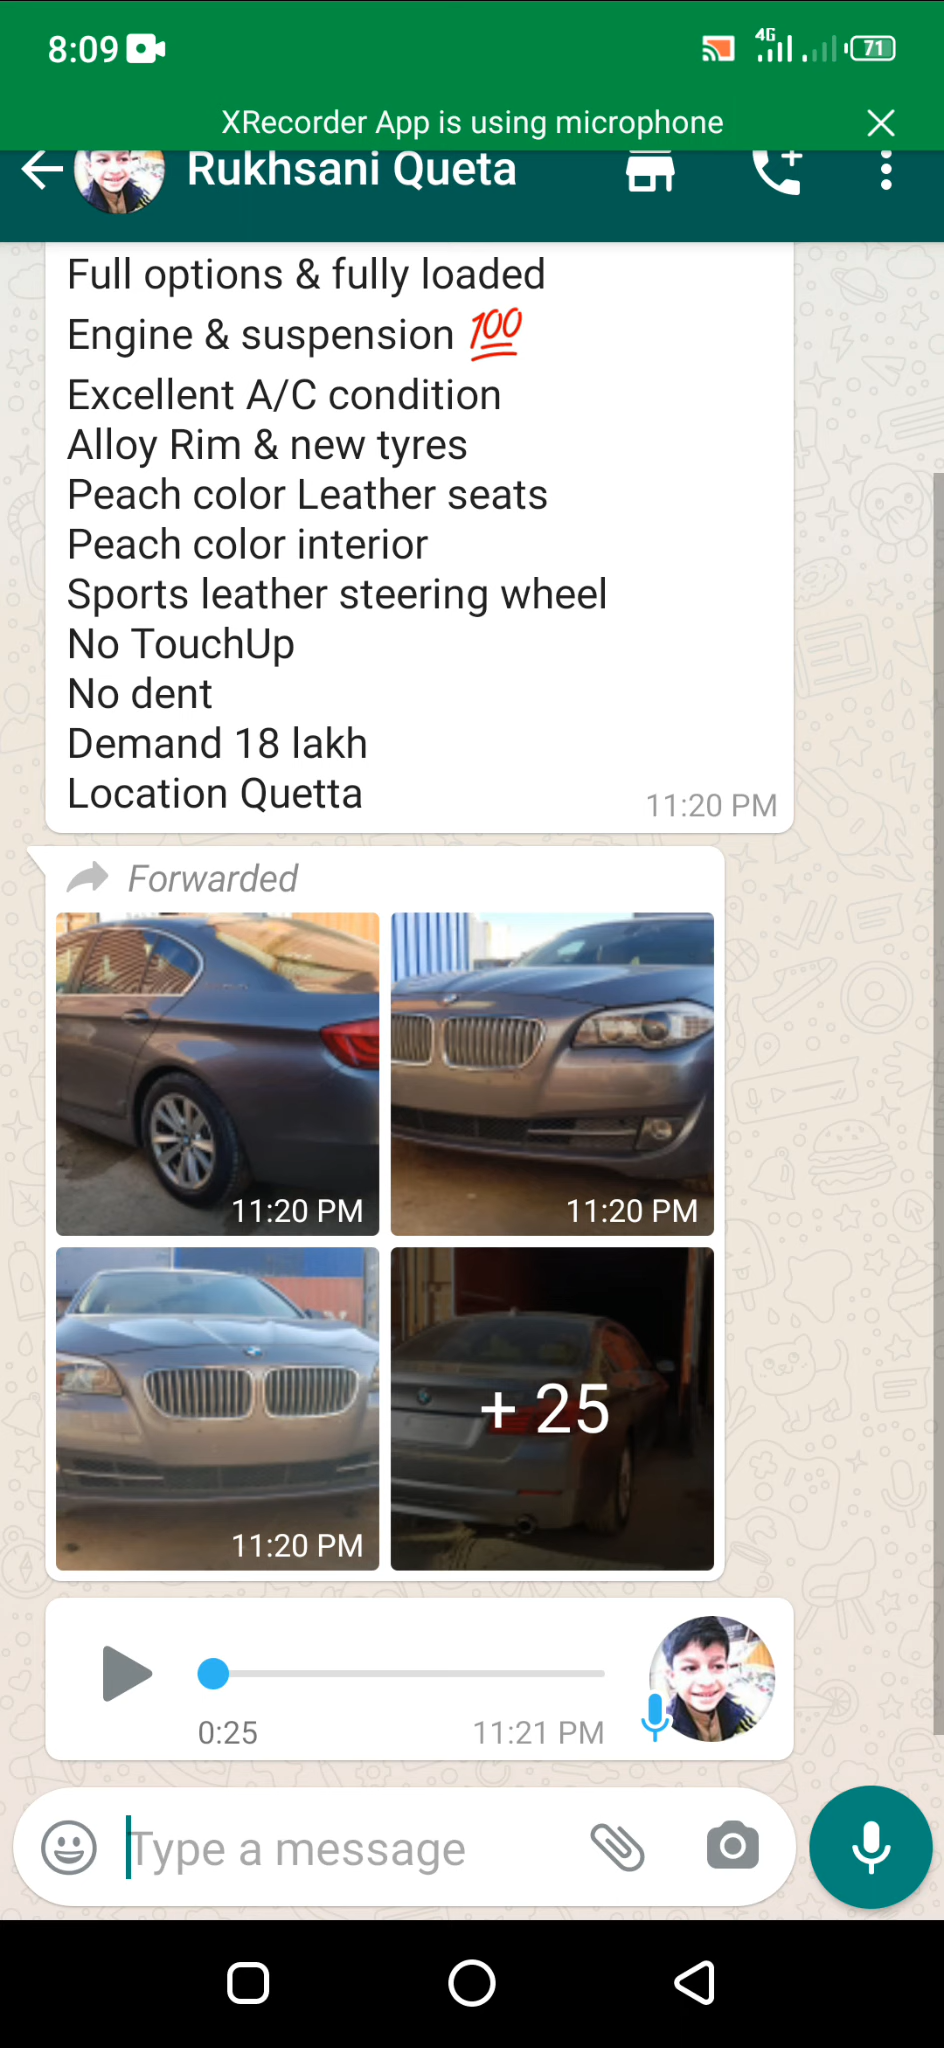 8:09
4G
71
XRecorder App is using microphone
Rukhsani Queta
Full options & fully loaded
Engine & suspension 💯
Excellent A/C condition
Alloy Rim & new tyres
Peach color Leather seats
Peach color interior
Sports leather steering wheel
No TouchUp
No dent
Demand 18 lakh
Location Quetta
11:20 PM
Forwarded
11:20 PM
11:20 PM
11:20 PM
+ 25
0:25
11:21 PM
Type a message